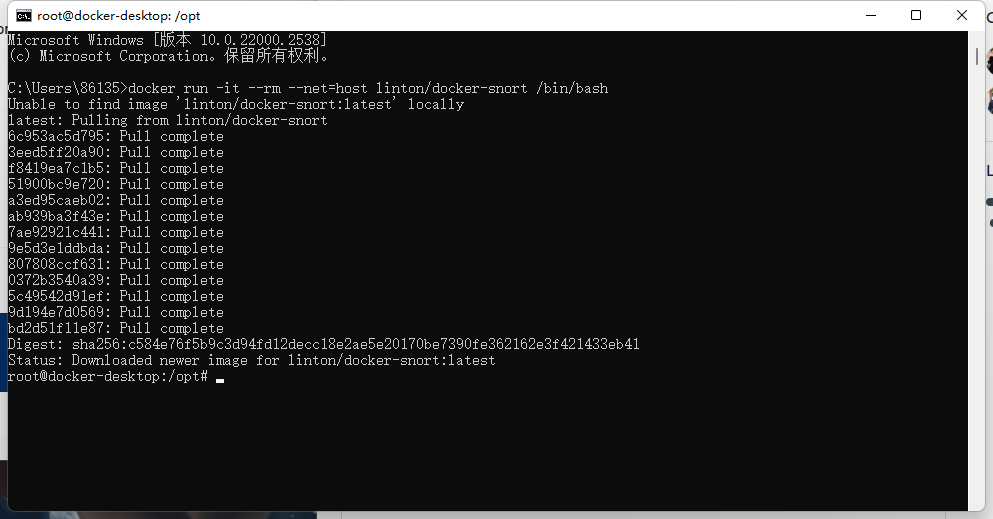 root@docker-desktop: /opt
Microsoft Windows [版本 10.0.22000.2538]
(c) Microsoft Corporation。保留所有权利。
C:\Users\86135>docker run -it --rm --net=host linton/docker-snort /bin/bash
Unable to find image 'linton/docker-snort:latest' locally
latest: Pulling from linton/docker-snort
6c953ac5d795: Pull complete
3eed5ff20a90: Pull complete
f8419ea7c1b5: Pull complete
51900bc9e720: Pull complete
a3ed95caeb02: Pull complete
ab939ba3f43e: Pull complete
7ae92921c441: Pull complete
9e5d3e1ddbda: Pull complete
807808ccf631: Pull complete
0372b3540a39: Pull complete
5c49542d91ef: Pull complete
9d194e7d0569: Pull complete
bd2d51f11e87: Pull complete
Digest: sha256:c584e76f5b9c3d94fd12decc18e2ae5e20170be7390fe362162e3f421433eb41
Status: Downloaded newer image for linton/docker-snort:latest
root@docker-desktop:/opt#